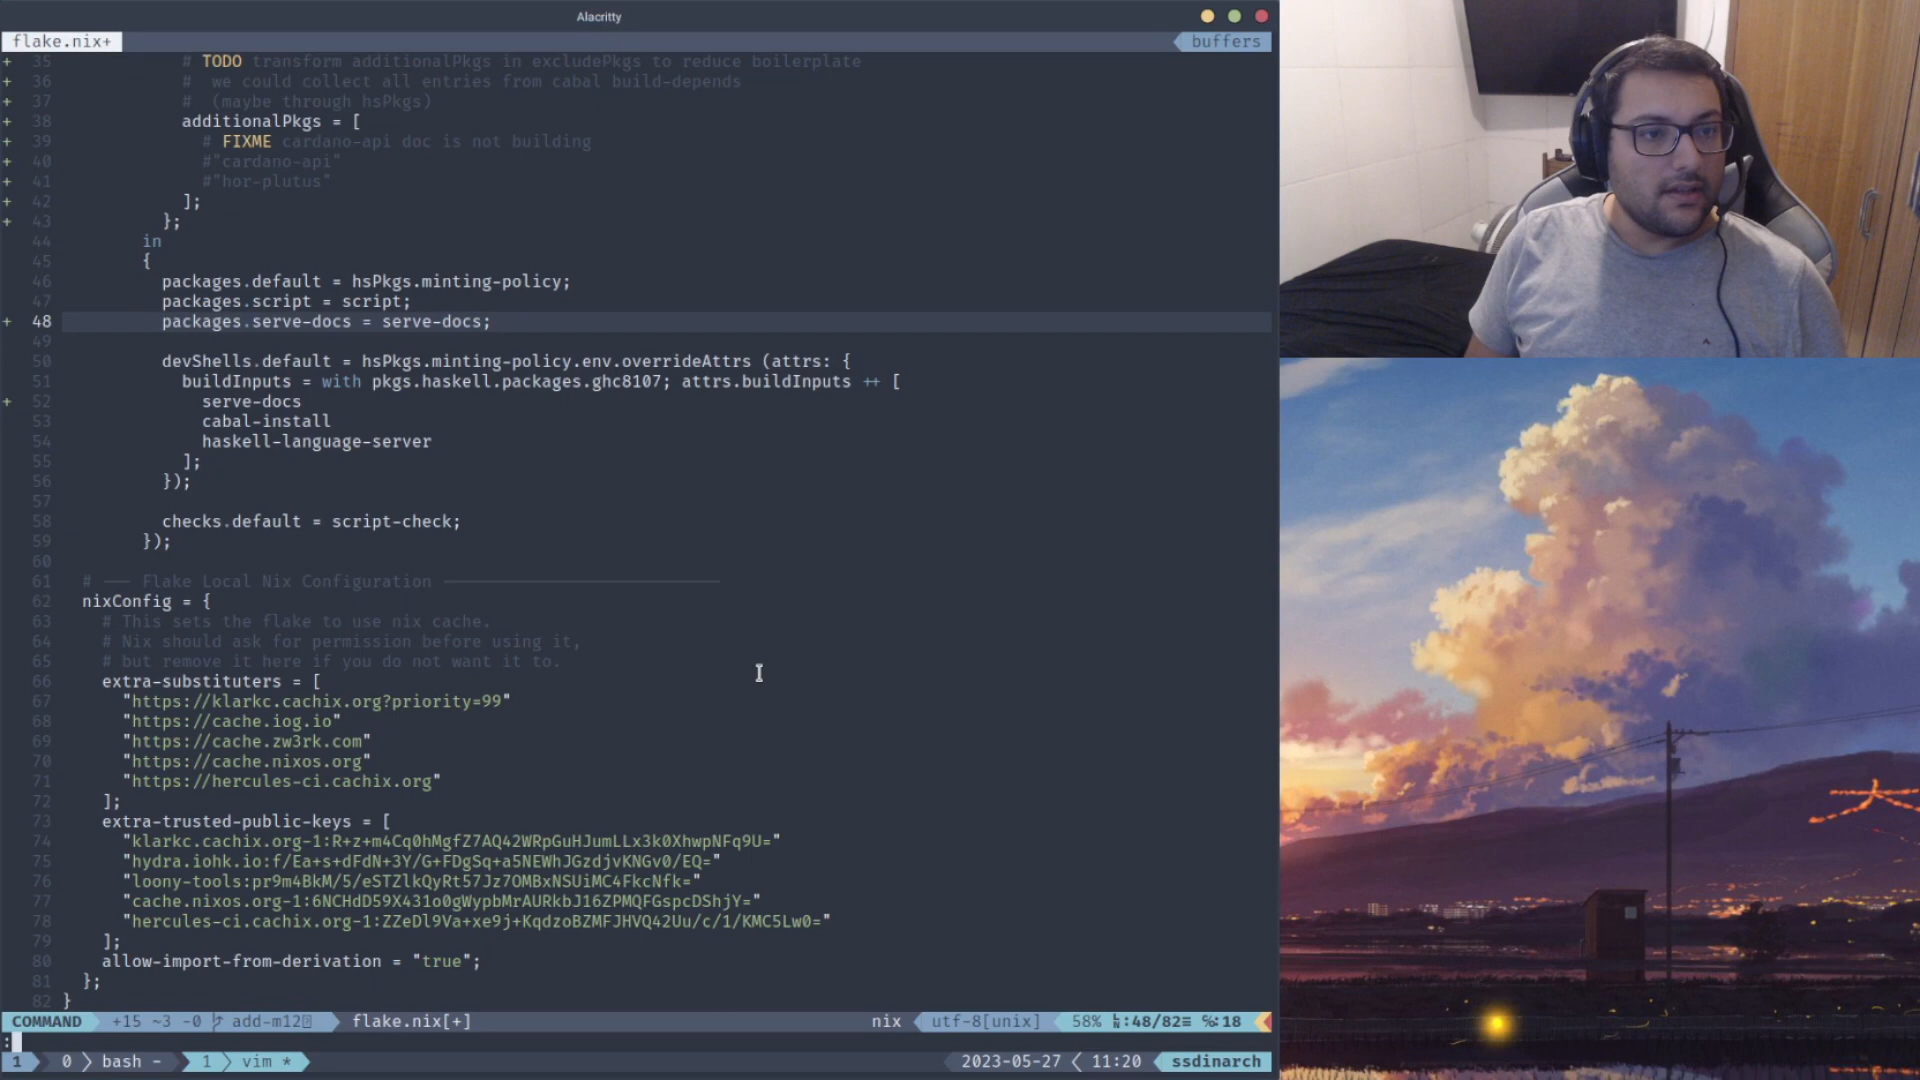 Alacritty
flake.nix+
buffers
+ 35 # TODO transform additionalPkgs in excludePkgs to reduce boilerplate
+ 36 #  we could collect all entries from cabal build-depends
+ 37 #  (maybe through hsPkgs)
+ 38 additionalPkgs = [
+ 39 # FIXME cardano-api doc is not building
+ 40 #"cardano-api"
+ 41 #"hor-plutus"
+ 42 ];
+ 43 };
44 in
45 {
46 packages.default = hsPkgs.minting-policy;
47 packages.script = script;
+ 48 packages.serve-docs = serve-docs;
49
50 devShells.default = hsPkgs.minting-policy.env.overrideAttrs (attrs: {
51 buildInputs = with pkgs.haskell.packages.ghc8107; attrs.buildInputs ++ [
+ 52 serve-docs
53 cabal-install
54 haskell-language-server
55 ];
56 });
57
58 checks.default = script-check;
59 });
60
61 # --- Flake Local Nix Configuration ----------------------------
62 nixConfig = {
63 # This sets the flake to use nix cache.
64 # Nix should ask for permission before using it,
65 # but remove it here if you do not want it to.
66 extra-substituters = [
67 "https://klarkc.cachix.org?priority=99"
68 "https://cache.iog.io"
69 "https://cache.zw3rk.com"
70 "https://cache.nixos.org"
71 "https://hercules-ci.cachix.org"
72 ];
73 extra-trusted-public-keys = [
74 "klarkc.cachix.org-1:R+z+m4Cq0hMgfZ7AQ42WRpGuHJumLLx3k0XhwpNFq9U="
75 "hydra.iohk.io:f/Ea+s+dFdN+3Y/G+FDgSq+a5NEWhJGzdjvKNGv0/EQ="
76 "loony-tools:pr9m4BkM/5/eSTZlkQyRt57Jz7OMBxNSUiMC4FkcNfk="
77 "cache.nixos.org-1:6NCHdD59X431o0gWypbMrAURkbJ16ZPMQFGspcDShjY="
78 "hercules-ci.cachix.org-1:ZZeDl9Va+xe9j+KqdzoBZMFJHVQ42Uu/c/1/KMC5Lw0="
79 ];
80 allow-import-from-derivation = "true";
81 };
82 }
COMMAND +15 ~3 -0 add-m12 flake.nix[+] nix utf-8[unix] 58% :48/82≡ ℅:18
:
1 0 bash - 1 vim * 2023-05-27 11:20 ssdinarch